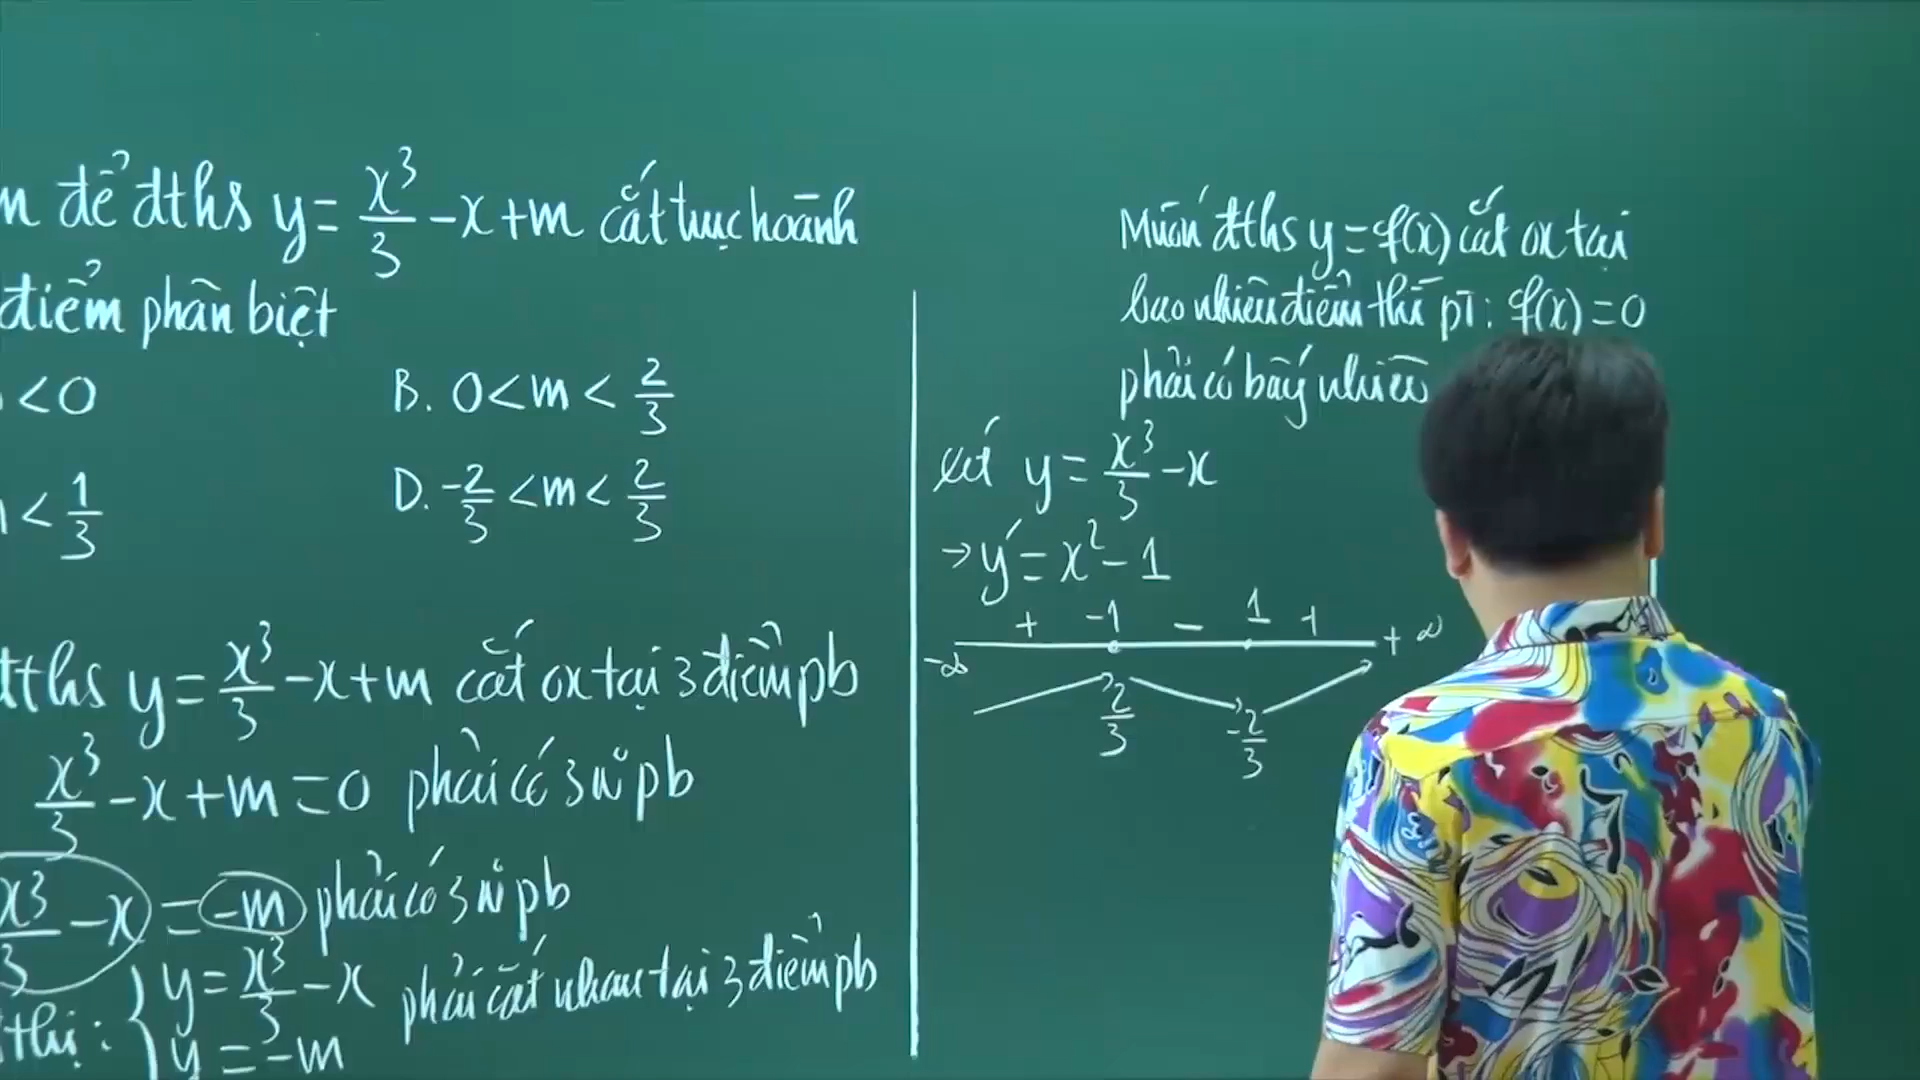 m để đths y = x³/3 - x + m cắt trục hoành
điểm phân biệt
< 0
B. 0 < m < 2/3
< 1/3
D. -2/3 < m < 2/3
đths y = x³/3 - x + m cắt ox tại 3 điểm pb
x³/3 - x + m = 0 phải có 3 n° pb
x³/3 - x = -m phải có 3 n° pb
thị : { y = x³/3 - x phải cắt nhau tại 3 điểm pb
y = -m
Muốn đths y = f(x) cắt ox tại
bao nhiêu điểm thì pt : f(x) = 0
phải có bấy nhiêu
xét y = x³/3 - x
→ y' = x² - 1
+ -1 - 1 +
-∞ +∞
2/3 -2/3